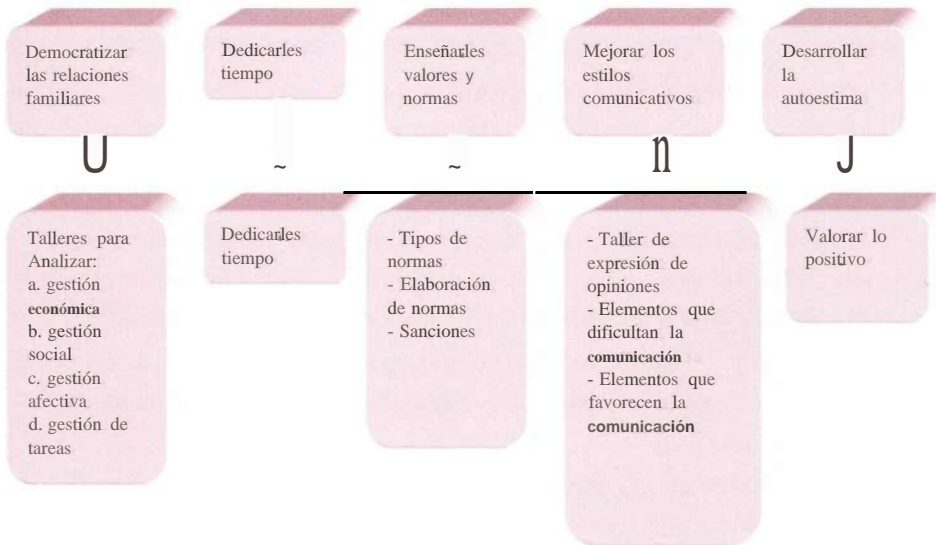 Democratizar
las relaciones
familiares
Dedicarles
tiempo
Enseñarles
valores y
normas
Mejorar los
estilos
comunicativos
Desarrollar
la
autoestima
U
~
~
n
J
Talleres para
Analizar:
a. gestión
económica
b. gestión
social
c. gestión
afectiva
d. gestión de
tareas
Dedicarles
tiempo
- Tipos de
normas
- Elaboración
de normas
- Sanciones
- Taller de
expresión de
opiniones
- Elementos que
dificultan la
comunicación
- Elementos que
favorecen la
comunicación
Valorar lo
positivo